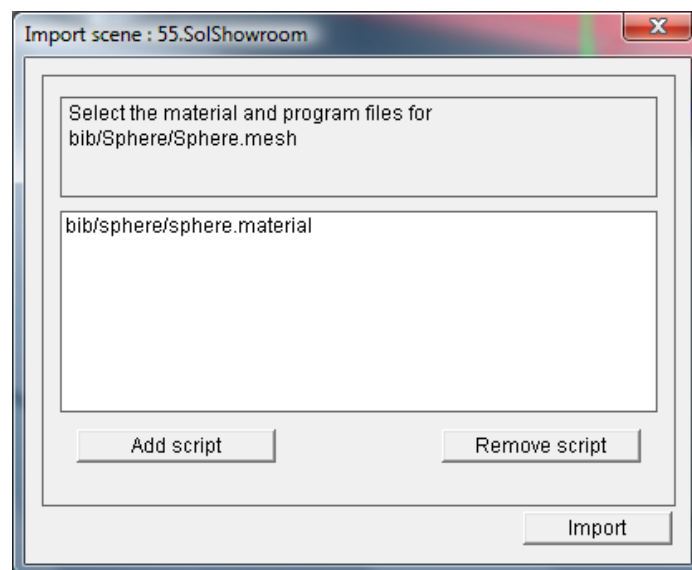 Import scene : 55.SolShowroom
Select the material and program files for
bib/Sphere/Sphere.mesh
bib/sphere/sphere.material
Add script
Remove script
Import